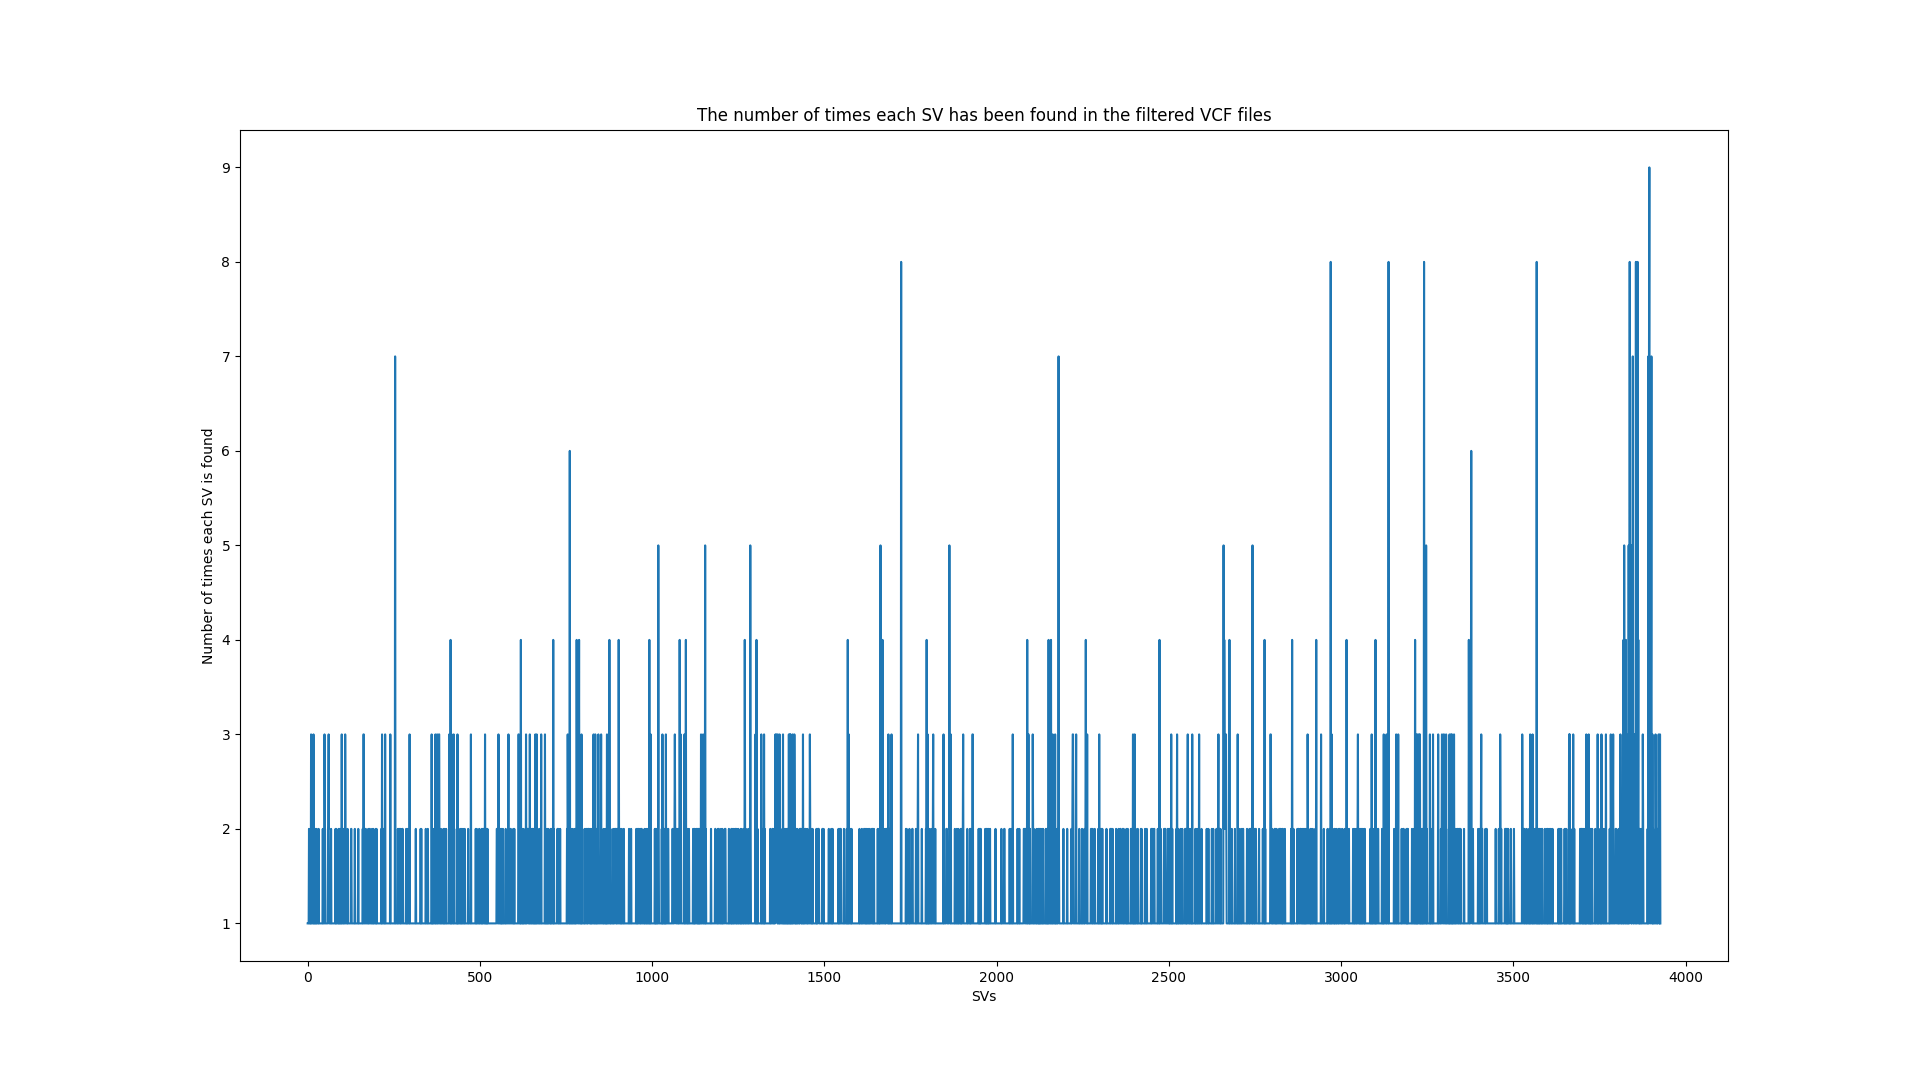 The number of times each SV has been found in the filtered VCF files
9
8
7
6
5
4
3
2
1
Number of times each SV is found
0 500 1000 1500 2000 2500 3000 3500 4000
SVs